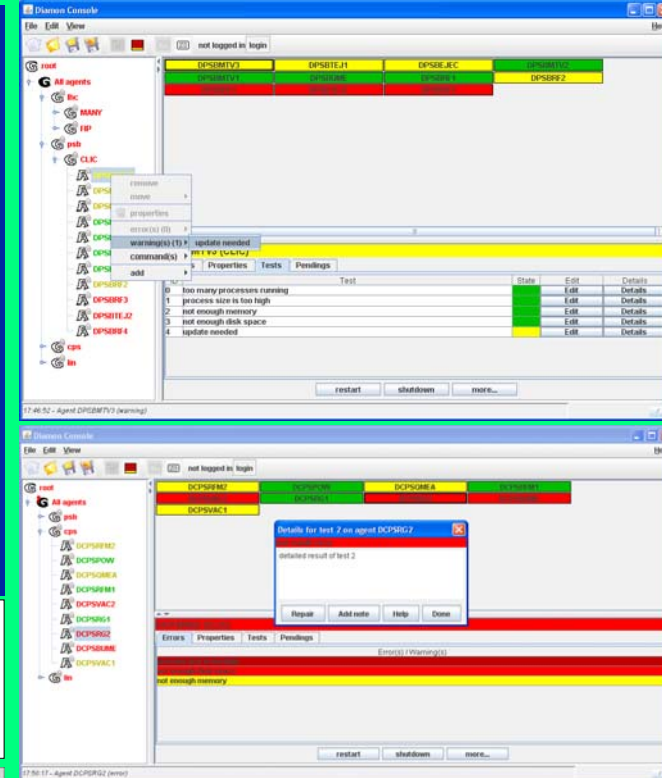 Diamon Console
File Edit View
not logged in login
root
All agents
lhc
MANY
FIP
psb
CLIC
DPSBRF2
DPSBRF3
DPSBTEJ2
DPSBRF4
cps
lin
DPSBMTV3 DPSBTEJ1 DPSBEJEC DPSBMTV2
DPSBMTV1 DPSBUME DPSBRF1 DPSBRF2
remove
move
properties
error(s) (0)
warning(s) (1) update needed
command(s)
add
Properties Tests Pendings
Test State Edit Details
0 too many processes running Edit Details
1 process size is too high Edit Details
2 not enough memory Edit Details
3 not enough disk space Edit Details
4 update needed Edit Details
restart shutdown more...
17:46:52 - Agent DPSBMTV3 (warning)
Diamon Console
File Edit View
not logged in login
root
All agents
psb
cps
DCPSRFM2
DCPSPOW
DCPSQMEA
DCPSRFM1
DCPSVAC2
DCPSRG1
DCPSRG2
DCPSBUME
DCPSVAC1
lin
DCPSRFM2 DCPSPOW DCPSQMEA DCPSRFM1
DCPSRG1
DCPSVAC1
Details for test 2 on agent DCPSRG2
detailed result of test 2
Repair Add note Help Done
Errors Properties Tests Pendings
Error(s) / Warning(s)
not enough memory
restart shutdown more...
17:50:17 - Agent DCPSRG2 (error)